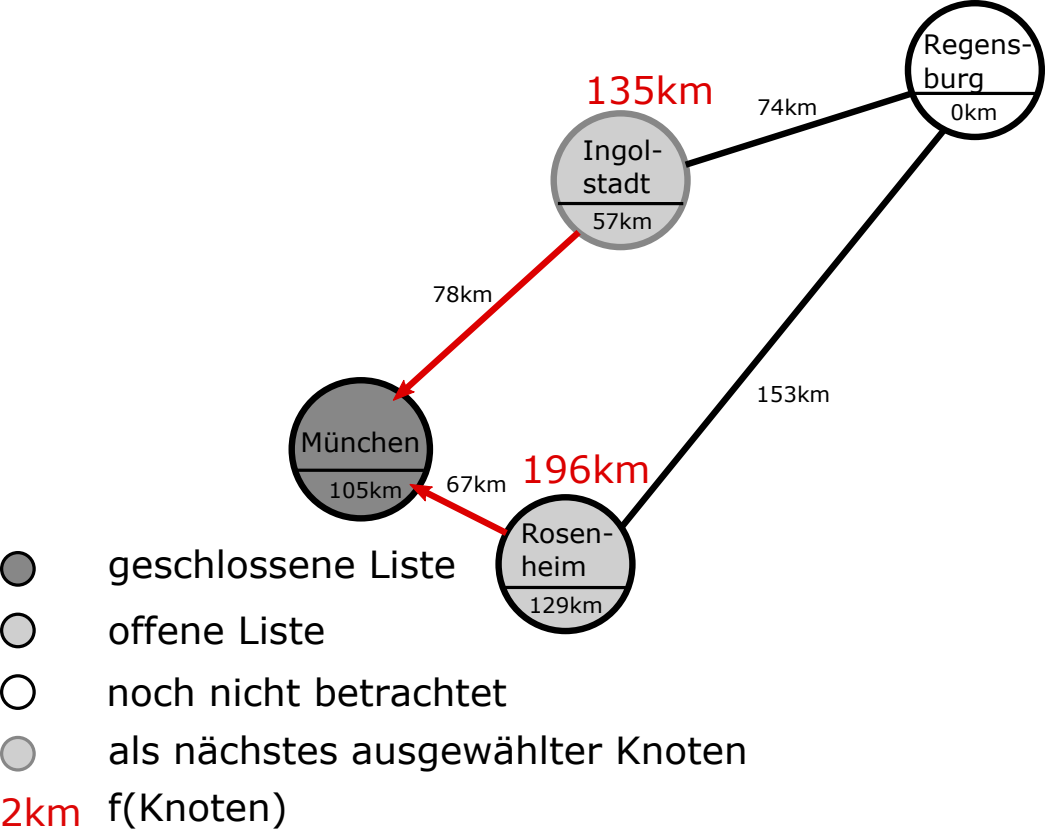 Regens-
burg
0km
135km
74km
Ingol-
stadt
57km
78km
153km
München
105km
196km
67km
Rosen-
heim
129km
geschlossene Liste
offene Liste
noch nicht betrachtet
als nächstes ausgewählter Knoten
2km f(Knoten)